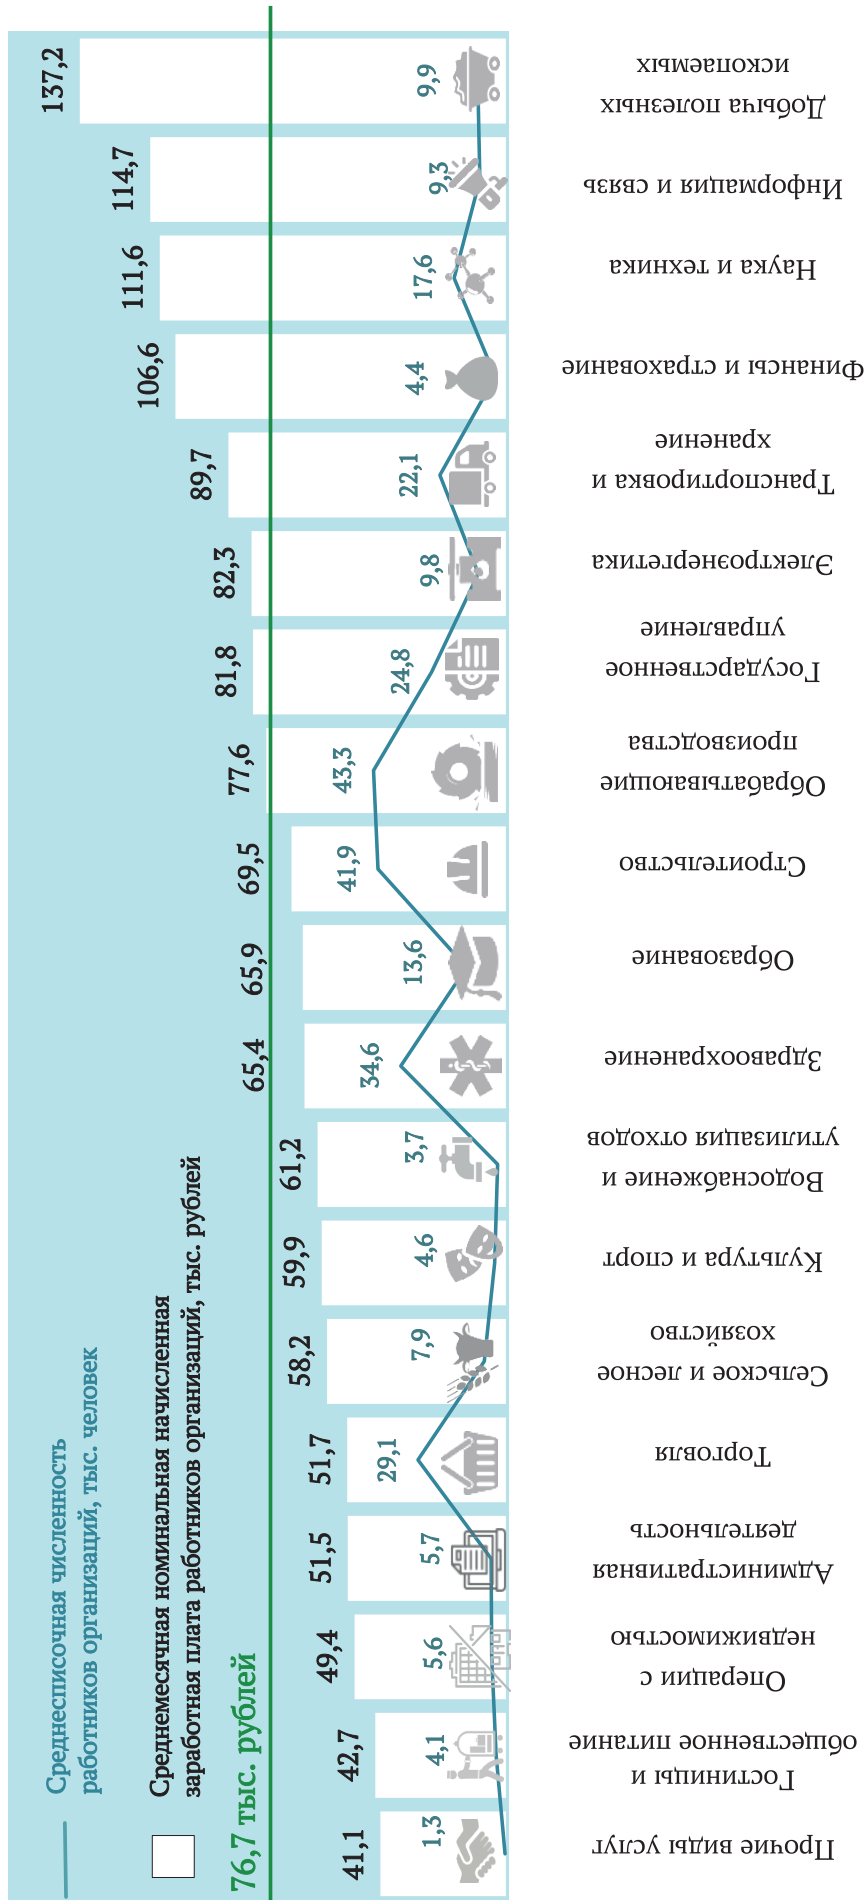 Среднесписочная численность
работников организаций, тыс. человек
Среднемесячная номинальная начисленная
заработная плата работников организаций, тыс. рублей
76,7 тыс. рублей
41,1
1,3
Прочие виды услуг
42,7
4,1
Гостиницы и
общественное питание
49,4
5,6
Операции с
недвижимостью
51,5
5,7
Административная
деятельность
51,7
29,1
Торговля
58,2
7,9
Сельское и лесное
хозяйство
59,9
4,6
Культура и спорт
61,2
3,7
Водоснабжение и
утилизация отходов
65,4
34,6
Здравоохранение
65,9
13,6
Образование
69,5
41,9
Строительство
77,6
43,3
Обрабатывающие
производства
81,8
24,8
Государственное
управление
82,3
9,8
Электроэнергетика
89,7
22,1
Транспортировка и
хранение
106,6
4,4
Финансы и страхование
111,6
17,6
Наука и техника
114,7
9,3
Информация и связь
137,2
9,9
Добыча полезных
ископаемых